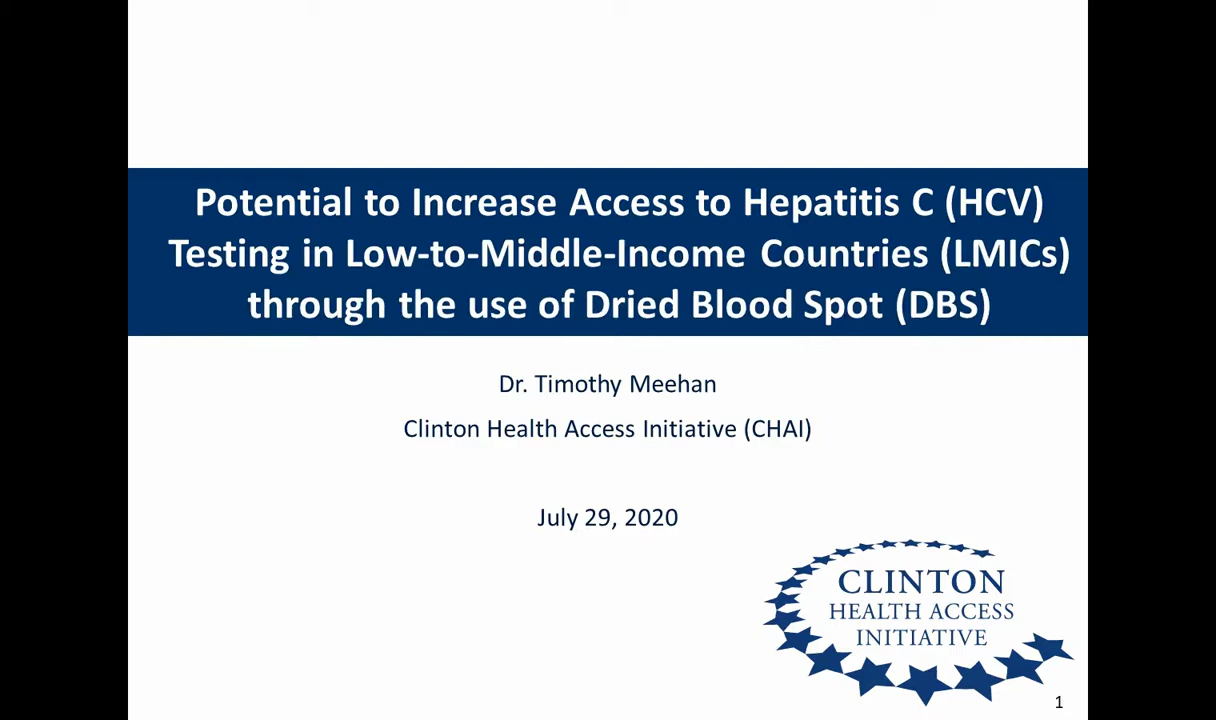 Potential to Increase Access to Hepatitis C (HCV)
Testing in Low-to-Middle-Income Countries (LMICs)
through the use of Dried Blood Spot (DBS)
Dr. Timothy Meehan
Clinton Health Access Initiative (CHAI)
July 29, 2020
CLINTON
HEALTH ACCESS
INITIATIVE
1